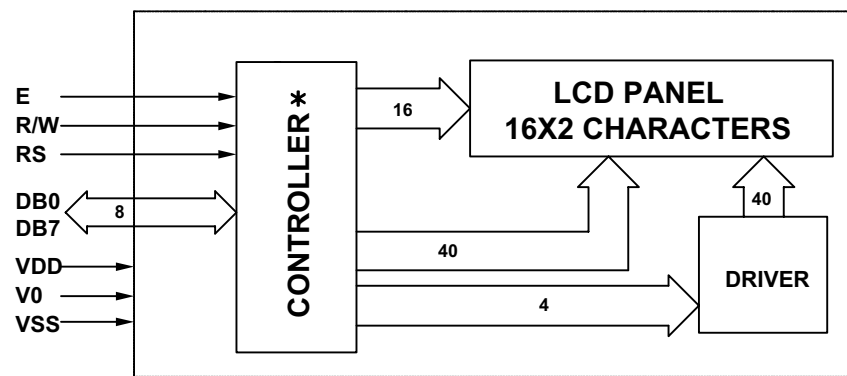 E
R/W
RS
DB0
DB7
8
VDD
V0
VSS
CONTROLLER*
16
40
4
LCD PANEL
16X2 CHARACTERS
40
DRIVER